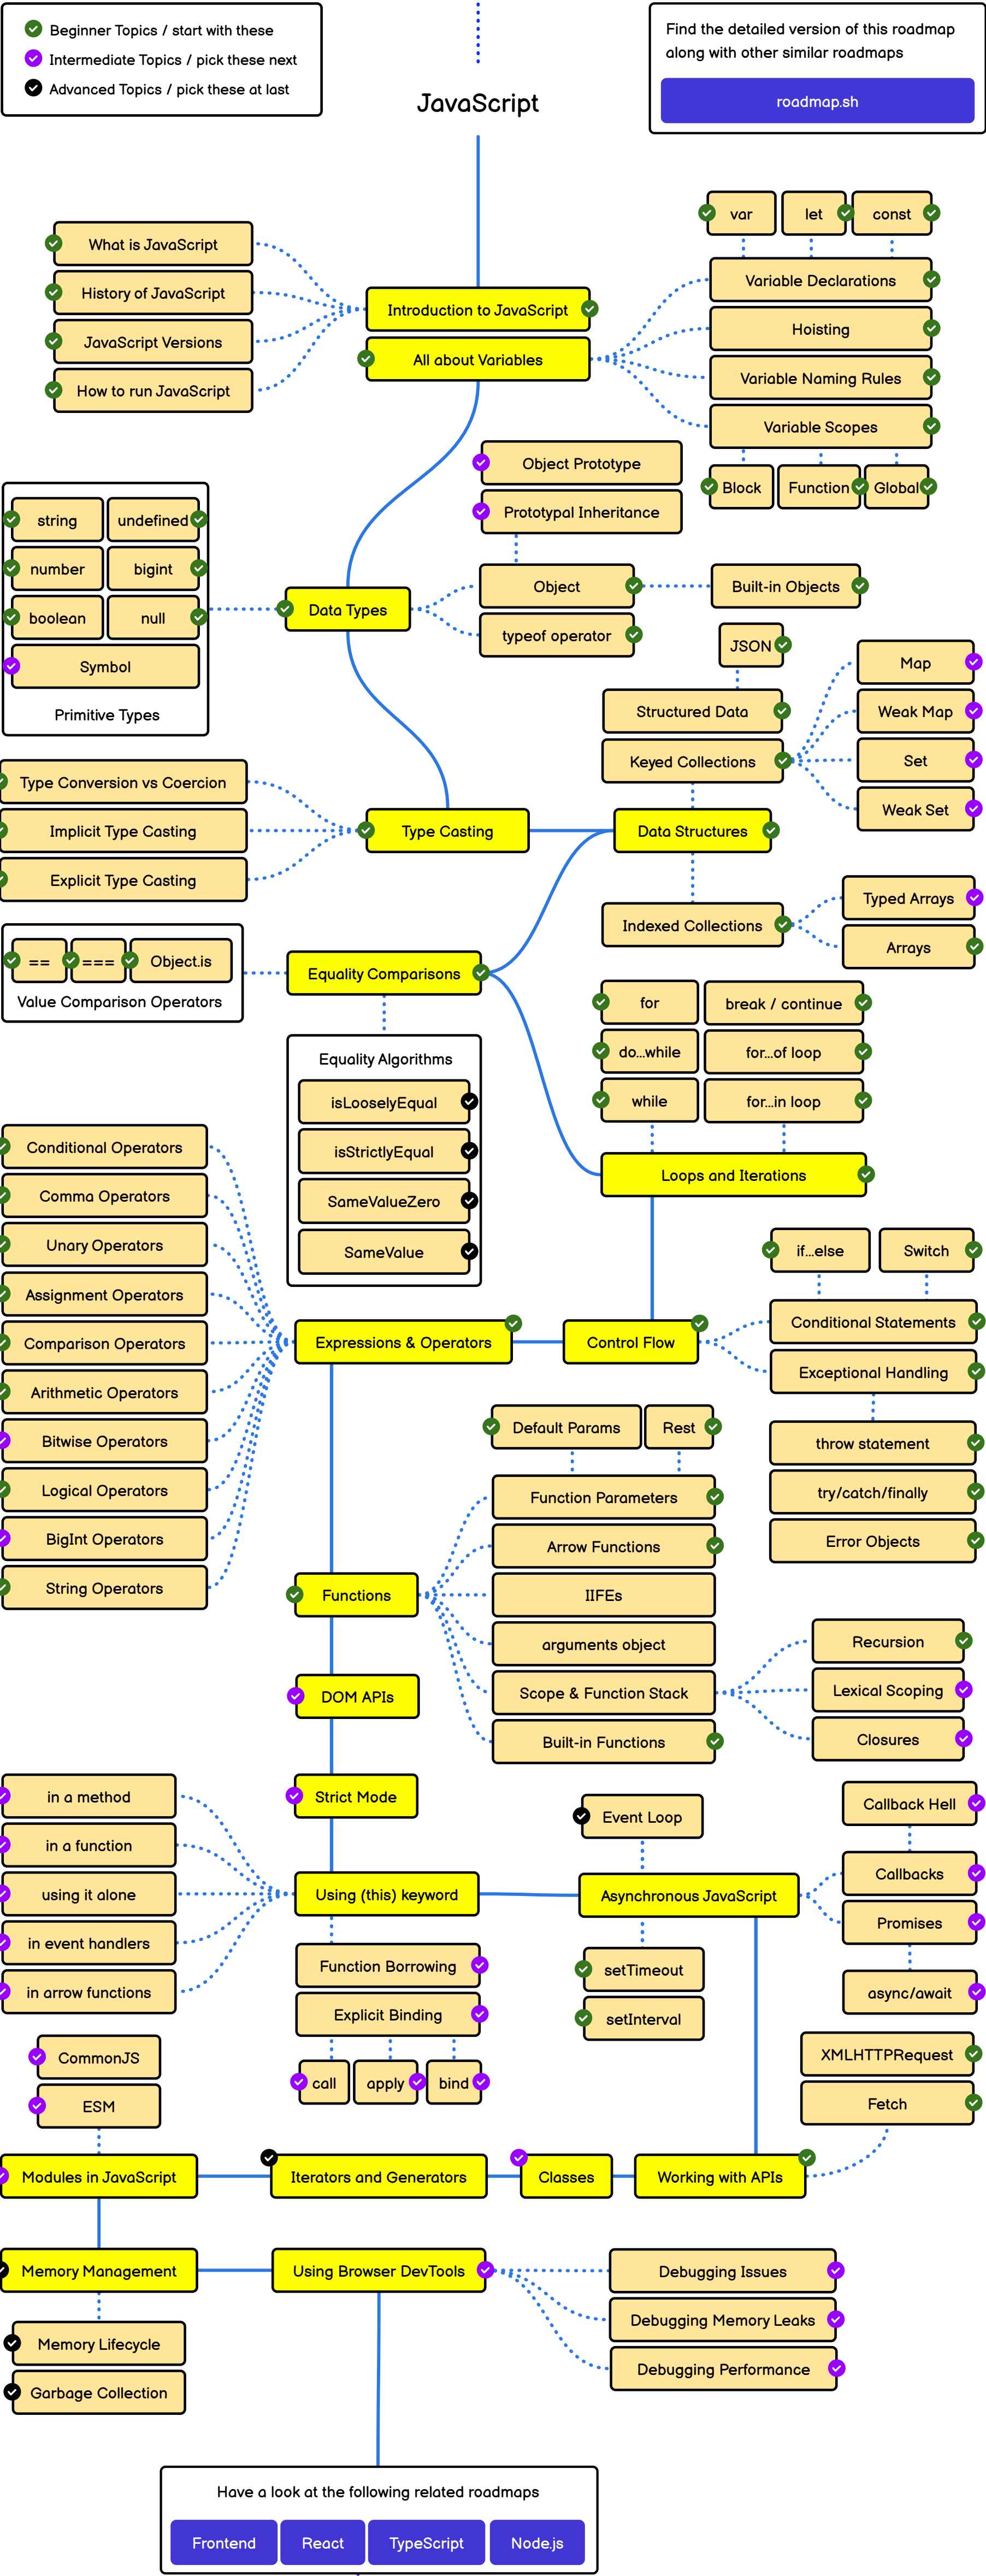 Beginner Topics / start with these
Intermediate Topics / pick these next
Advanced Topics / pick these at last
JavaScript
Find the detailed version of this roadmap
along with other similar roadmaps
roadmap.sh
var
let
const
What is JavaScript
History of JavaScript
JavaScript Versions
How to run JavaScript
Introduction to JavaScript
All about Variables
Variable Declarations
Hoisting
Variable Naming Rules
Variable Scopes
Block
Function
Global
Object Prototype
Prototypal Inheritance
string
undefined
number
bigint
boolean
null
Symbol
Primitive Types
Data Types
Object
typeof operator
Built-in Objects
JSON
Structured Data
Keyed Collections
Map
Weak Map
Set
Weak Set
Type Conversion vs Coercion
Implicit Type Casting
Explicit Type Casting
Type Casting
Data Structures
Indexed Collections
Typed Arrays
Arrays
==
===
Object.is
Value Comparison Operators
Equality Comparisons
Equality Algorithms
isLooselyEqual
isStrictlyEqual
SameValueZero
SameValue
for
break / continue
do...while
for...of loop
while
for...in loop
Loops and Iterations
Conditional Operators
Comma Operators
Unary Operators
Assignment Operators
Comparison Operators
Arithmetic Operators
Bitwise Operators
Logical Operators
BigInt Operators
String Operators
Expressions & Operators
Control Flow
if...else
Switch
Conditional Statements
Exceptional Handling
throw statement
try/catch/finally
Error Objects
Default Params
Rest
Function Parameters
Arrow Functions
IIFEs
arguments object
Scope & Function Stack
Built-in Functions
Functions
Recursion
Lexical Scoping
Closures
DOM APIs
Strict Mode
in a method
in a function
using it alone
in event handlers
in arrow functions
Using (this) keyword
Function Borrowing
Explicit Binding
call
apply
bind
Event Loop
Asynchronous JavaScript
setTimeout
setInterval
Callback Hell
Callbacks
Promises
async/await
XMLHTTPRequest
Fetch
CommonJS
ESM
Modules in JavaScript
Iterators and Generators
Classes
Working with APIs
Memory Management
Using Browser DevTools
Memory Lifecycle
Garbage Collection
Debugging Issues
Debugging Memory Leaks
Debugging Performance
Have a look at the following related roadmaps
Frontend
React
TypeScript
Node.js